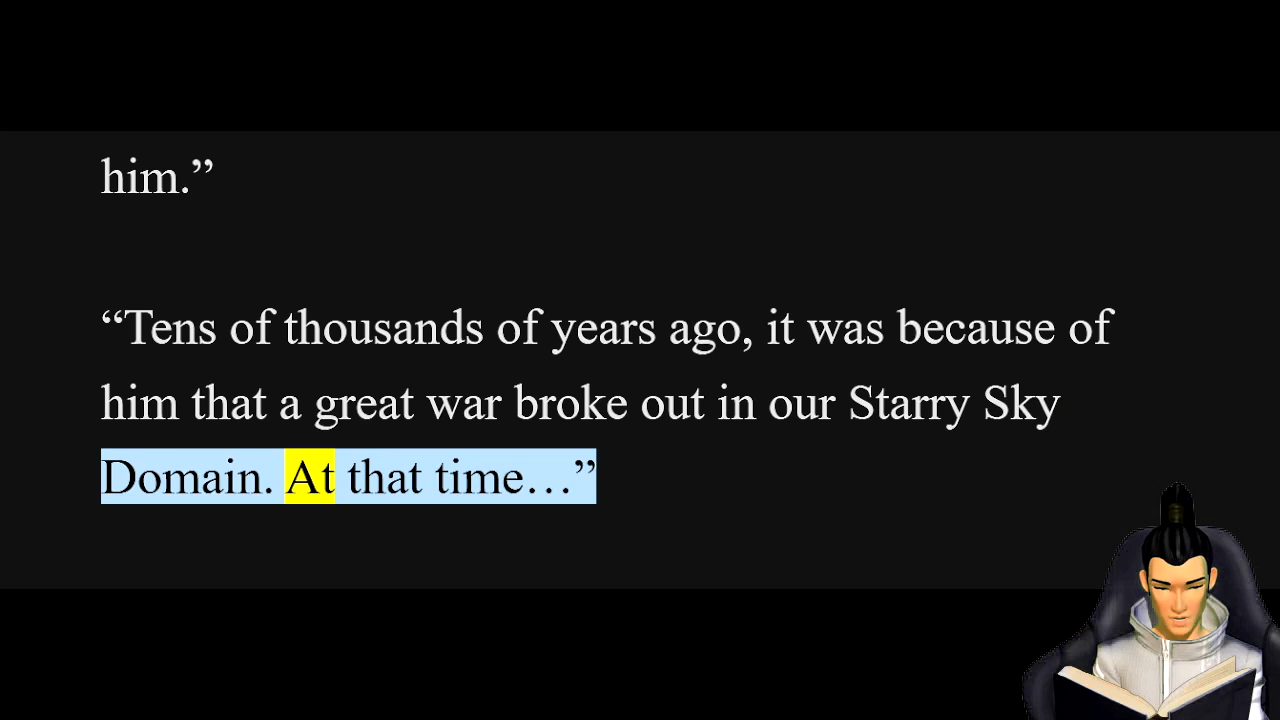 him.”
“Tens of thousands of years ago, it was because of
him that a great war broke out in our Starry Sky
Domain. At that time…”